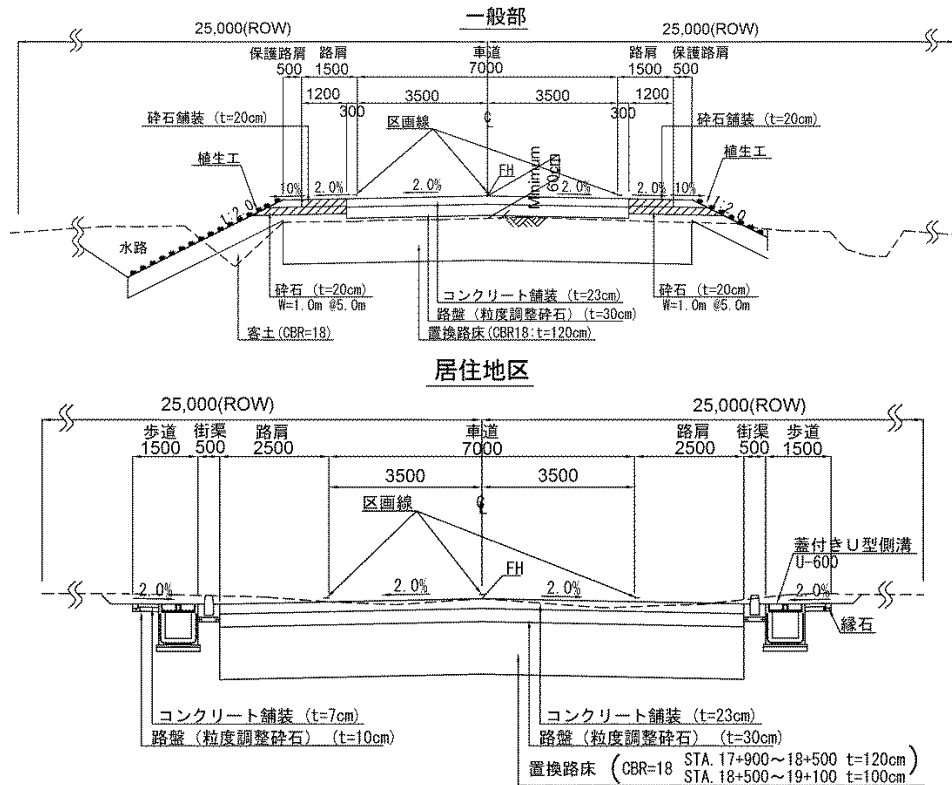 一般部
25,000(ROW) 25,000(ROW)
保護路肩 路肩 車道 路肩 保護路肩
500 1500 7000 1500 500
1200 3500 3500 1200
300 300
℄
砕石舗装 (t=20cm) 区画線 砕石舗装 (t=20cm)
植生工 FH Minimum 60cm 植生工
10% 2.0% 2.0% 2.0% 2.0% 10%
1:2.0 1:2.0
水路
砕石 (t=20cm) コンクリート舗装 (t=23cm) 砕石 (t=20cm)
W=1.0m @5.0m 路盤 (粒度調整砕石) (t=30cm) W=1.0m @5.0m
客土(CBR=18) 置換路床(CBR18:t=120cm)
居住地区
25,000(ROW) 25,000(ROW)
歩道 街渠 路肩 車道 路肩 街渠 歩道
1500 500 2500 7000 2500 500 1500
3500 3500
℄
区画線
蓋付きU型側溝
U-600
FH
2.0% 2.0% 2.0% 2.0%
縁石
コンクリート舗装 (t=7cm) コンクリート舗装 (t=23cm)
路盤 (粒度調整砕石) (t=10cm) 路盤 (粒度調整砕石) (t=30cm)
置換路床 (CBR=18 STA.17+900～18+500 t=120cm
STA.18+500～19+100 t=100cm)